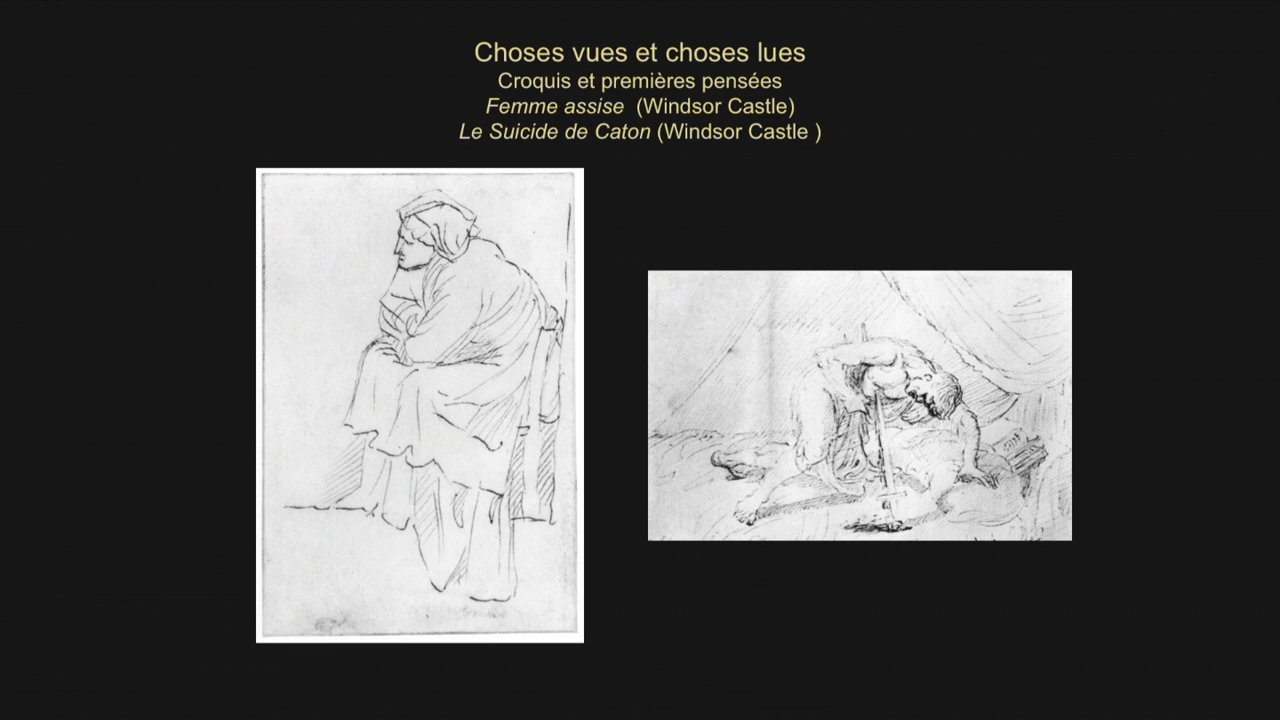 Choses vues et choses lues
Croquis et premières pensées
Femme assise (Windsor Castle)
Le Suicide de Caton (Windsor Castle )